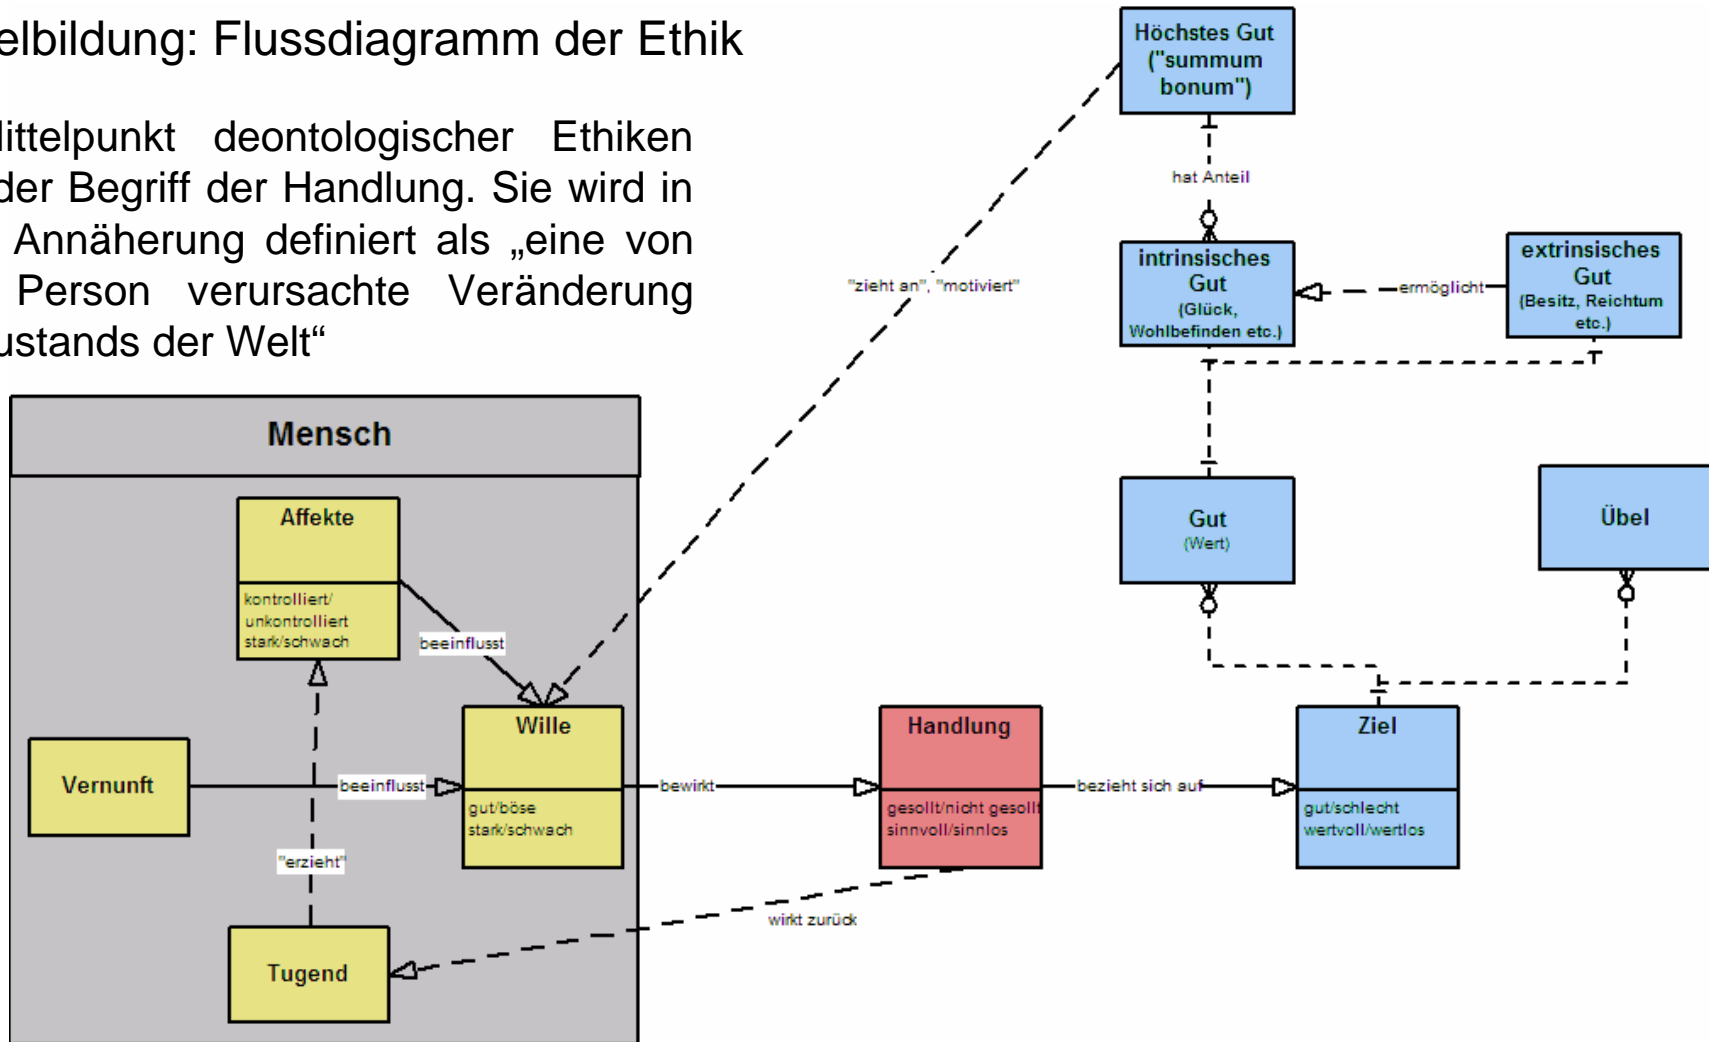 elbildung: Flussdiagramm der Ethik
littelpunkt deontologischer Ethiken
der Begriff der Handlung. Sie wird in
Annäherung definiert als „eine von
Person verursachte Veränderung
ustands der Welt“
Höchstes Gut
("summum
bonum")
hat Anteil
"zieht an", "motiviert"
intrinsisches
Gut
(Glück,
Wohlbefinden etc.)
ermöglicht
extrinsisches
Gut
(Besitz, Reichtum
etc.)
Mensch
Affekte
kontrolliert/
unkontrolliert
stark/schwach
beeinflusst
Gut
(Wert)
Übel
Vernunft
beeinflusst
Wille
gut/böse
stark/schwach
bewirkt
Handlung
gesollt/nicht gesollt
sinnvoll/sinnlos
bezieht sich auf
Ziel
gut/schlecht
wertvoll/wertlos
"erzieht"
wirkt zurück
Tugend